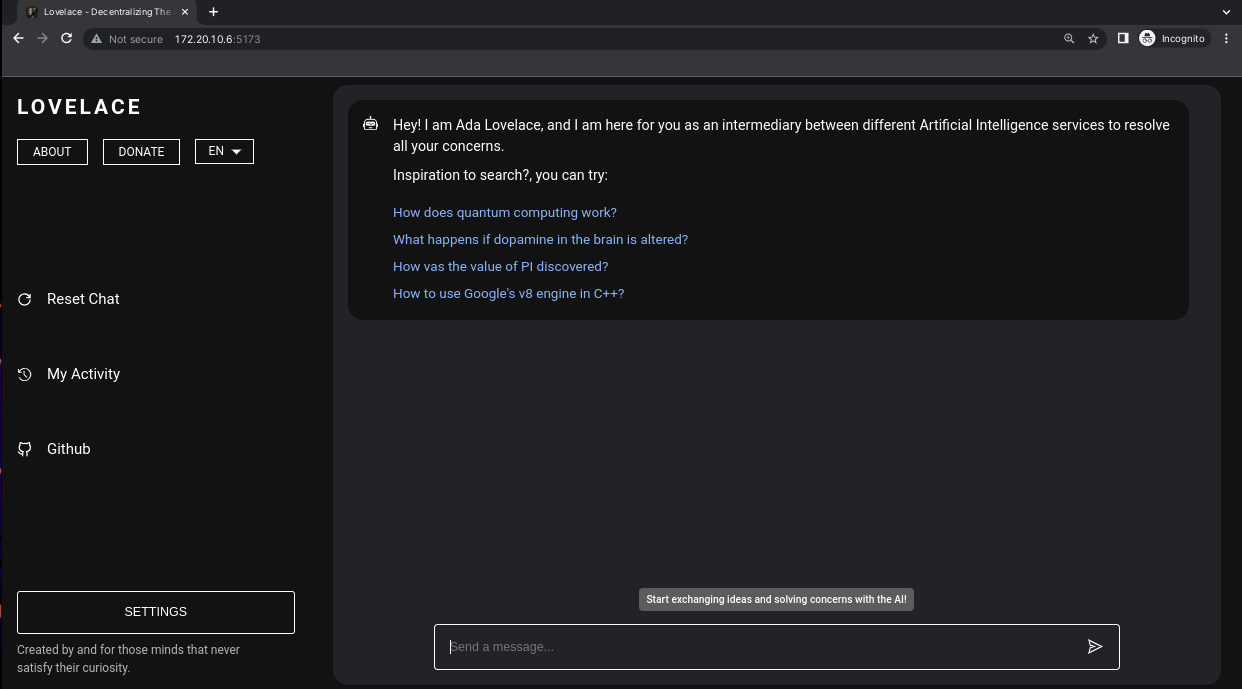 Lovelace - Decentralizing The
Not secure 172.20.10.6:5173
Incognito
LOVELACE
ABOUT
DONATE
EN
Reset Chat
My Activity
Github
SETTINGS
Created by and for those minds that never
satisfy their curiosity.
Hey! I am Ada Lovelace, and I am here for you as an intermediary between different Artificial Intelligence services to resolve
all your concerns.
Inspiration to search?, you can try:
How does quantum computing work?
What happens if dopamine in the brain is altered?
How vas the value of PI discovered?
How to use Google's v8 engine in C++?
Start exchanging ideas and solving concerns with the AI!
Send a message...